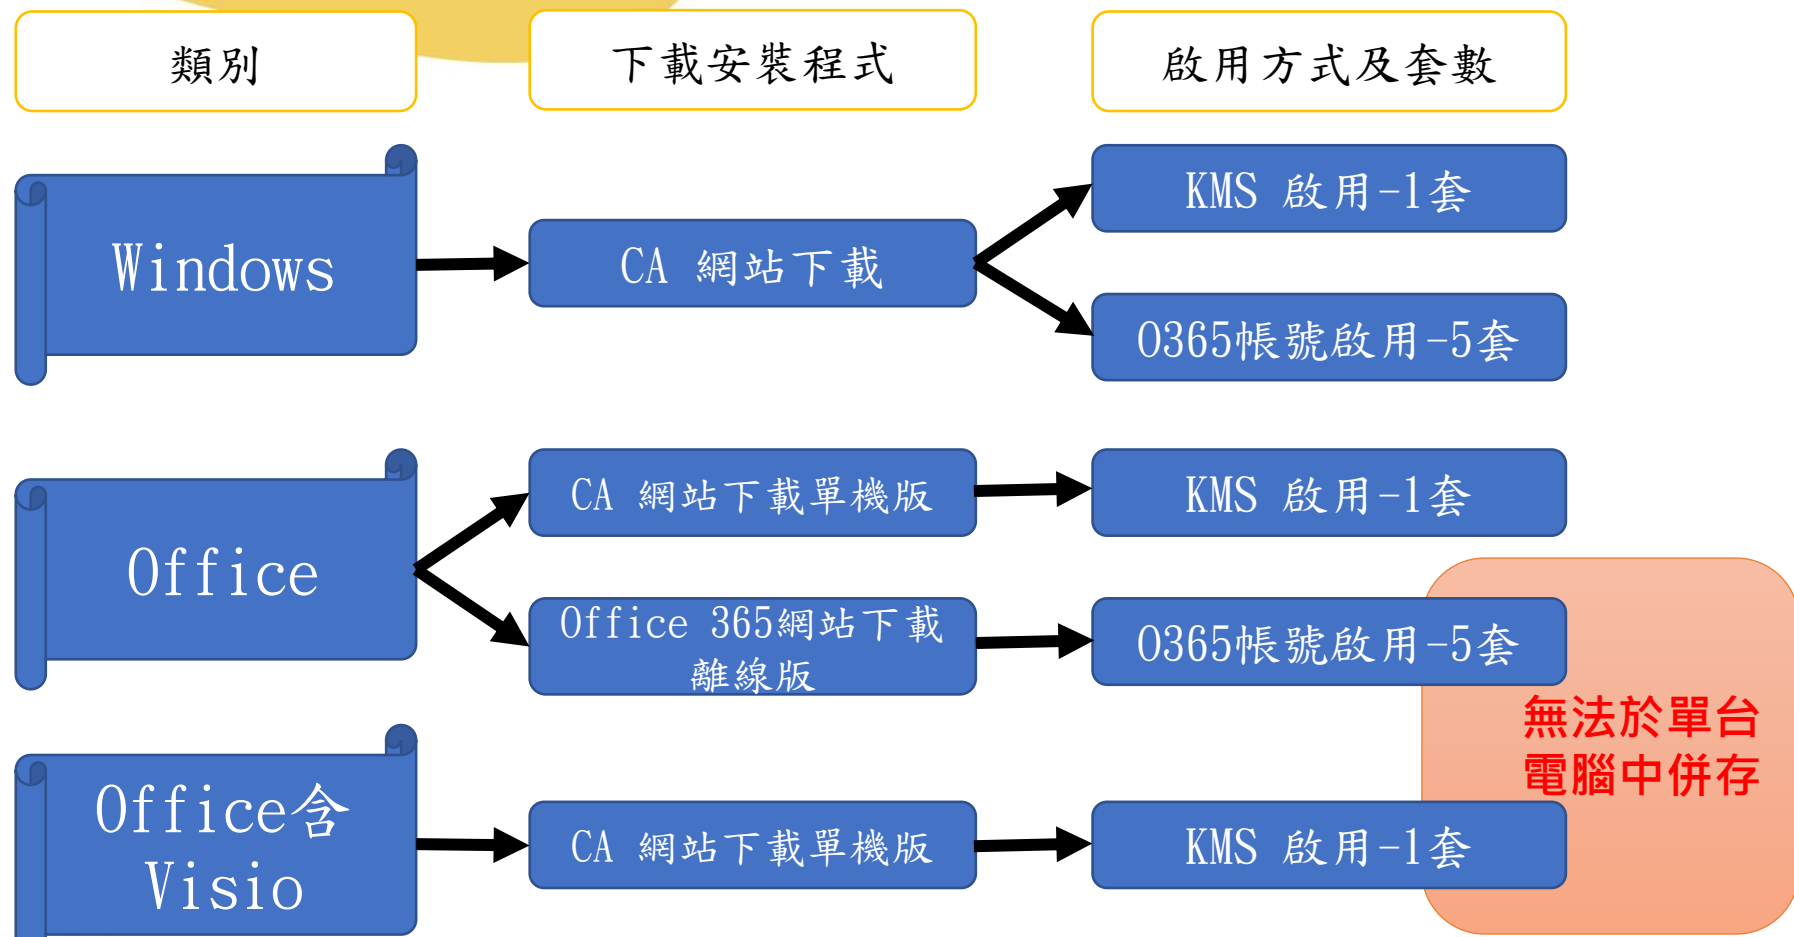 類別
下載安裝程式
啟用方式及套數
Windows
CA 網站下載
KMS 啟用-1套
O365帳號啟用-5套
Office
CA 網站下載單機版
KMS 啟用-1套
Office 365網站下載
離線版
O365帳號啟用-5套
無法於單台
電腦中併存
Office含
Visio
CA 網站下載單機版
KMS 啟用-1套